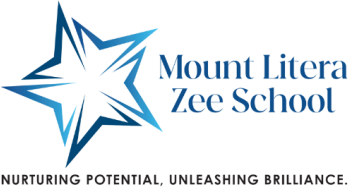 Mount Litera
Zee School
NURTURING POTENTIAL, UNLEASHING BRILLIANCE.